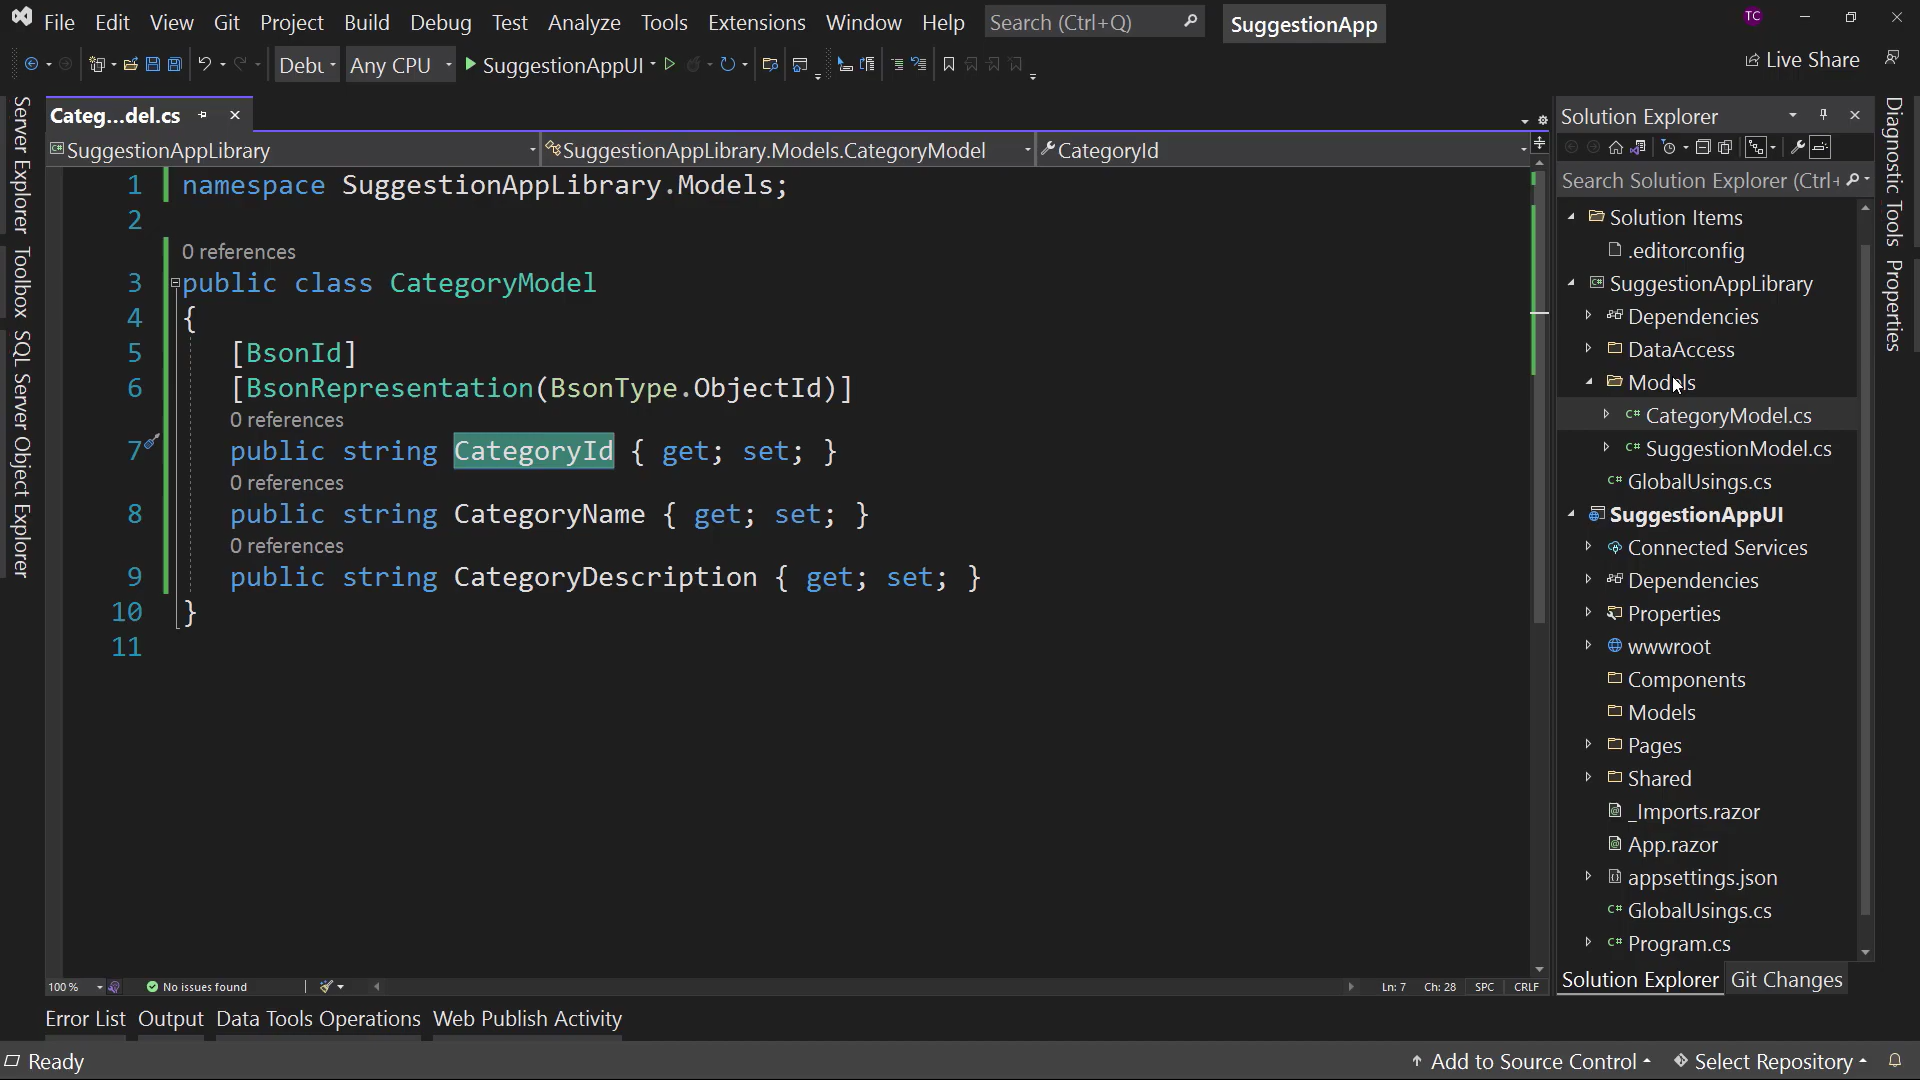 File Edit View Git Project Build Debug Test Analyze Tools Extensions Window Help Search (Ctrl+Q) SuggestionApp TC
Debu Any CPU SuggestionAppUI Live Share
Server Explorer
Toolbox
SQL Server Object Explorer
Categ...del.cs
SuggestionAppLibrary SuggestionAppLibrary.Models.CategoryModel CategoryId
1 namespace SuggestionAppLibrary.Models;
2
0 references
3 public class CategoryModel
4 {
5 [BsonId]
6 [BsonRepresentation(BsonType.ObjectId)]
0 references
7 public string CategoryId { get; set; }
0 references
8 public string CategoryName { get; set; }
0 references
9 public string CategoryDescription { get; set; }
10 }
11
100 % No issues found Ln: 7 Ch: 28 SPC CRLF
Solution Explorer
Search Solution Explorer (Ctrl+
Solution Items
.editorconfig
SuggestionAppLibrary
Dependencies
DataAccess
Models
C# CategoryModel.cs
C# SuggestionModel.cs
C# GlobalUsings.cs
SuggestionAppUI
Connected Services
Dependencies
Properties
wwwroot
Components
Models
Pages
Shared
_Imports.razor
App.razor
appsettings.json
C# GlobalUsings.cs
C# Program.cs
Solution Explorer Git Changes
Diagnostic Tools
Properties
Error List Output Data Tools Operations Web Publish Activity
Ready Add to Source Control Select Repository